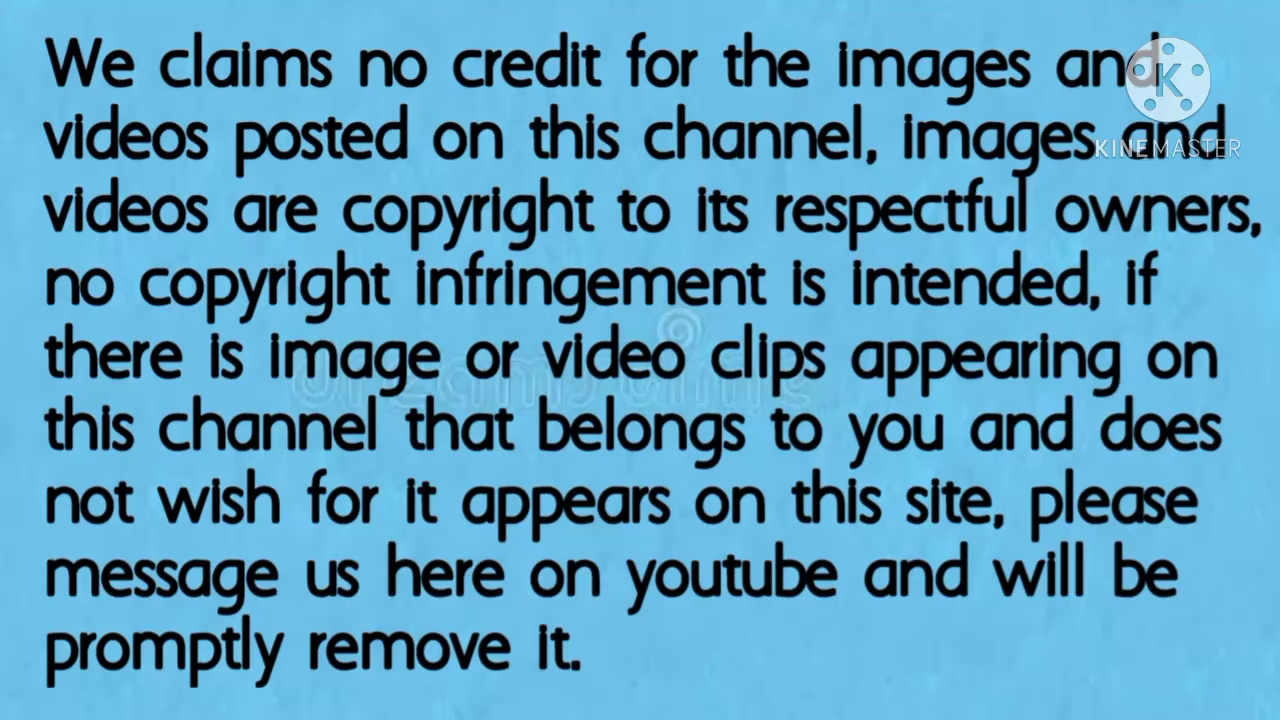 We claims no credit for the images and
videos posted on this channel, images and
videos are copyright to its respectful owners,
no copyright infringement is intended, if
there is image or video clips appearing on
this channel that belongs to you and does
not wish for it appears on this site, please
message us here on youtube and will be
promptly remove it.
K
KINEMASTER